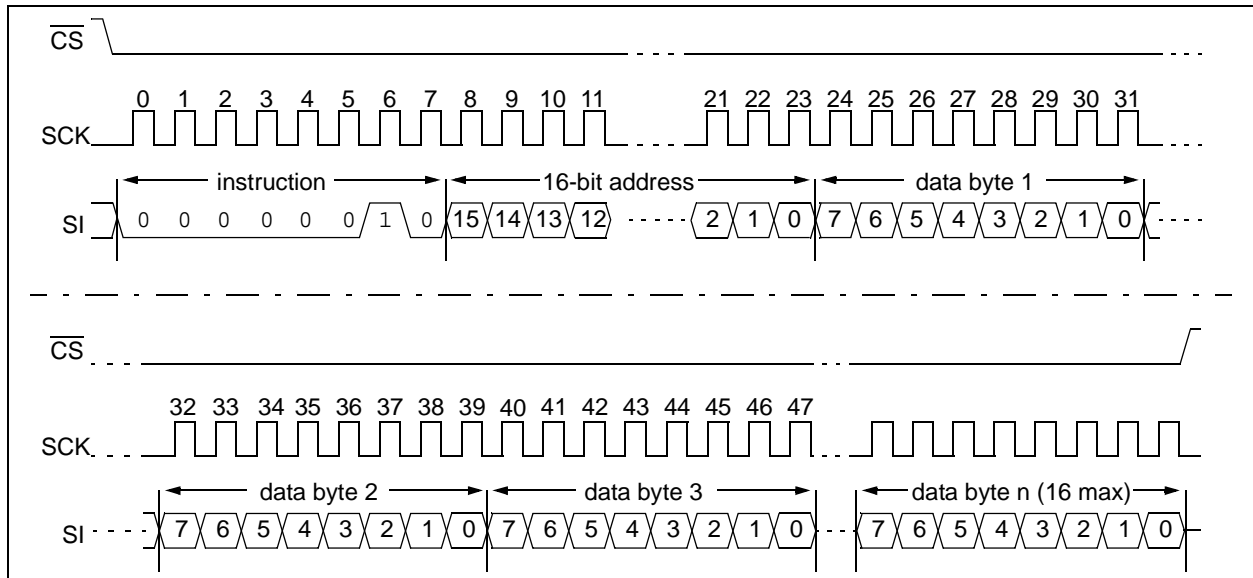 CS
0 1 2 3 4 5 6 7 8 9 10 11 21 22 23 24 25 26 27 28 29 30 31
SCK
instruction 16-bit address data byte 1
SI 0 0 0 0 0 0 1 0 15 14 13 12 2 1 0 7 6 5 4 3 2 1 0
CS
32 33 34 35 36 37 38 39 40 41 42 43 44 45 46 47
SCK
data byte 2 data byte 3 data byte n (16 max)
SI 7 6 5 4 3 2 1 0 7 6 5 4 3 2 1 0 7 6 5 4 3 2 1 0